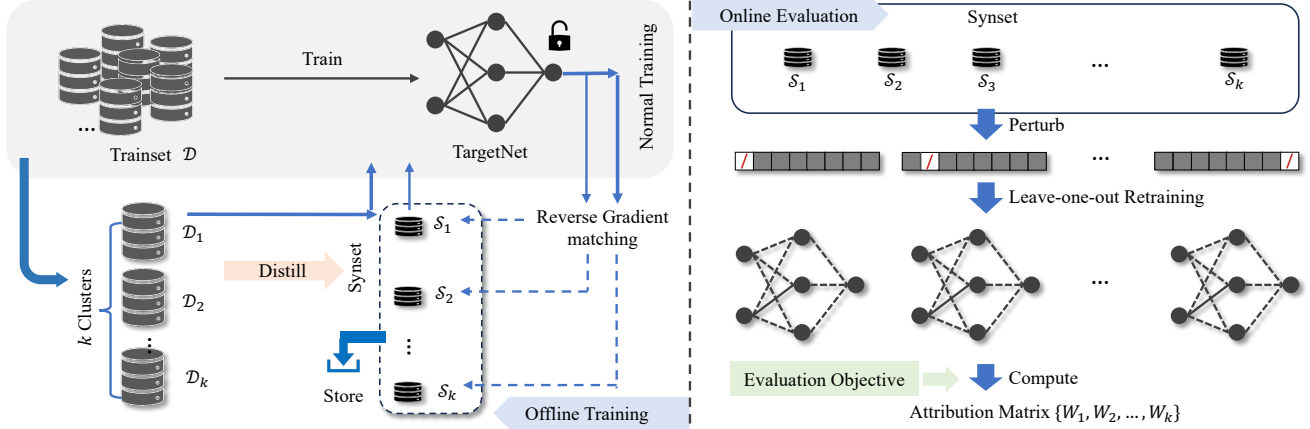 Train
...
Trainset 𝒟
TargetNet
Normal Training
k Clusters
𝒟₁
𝒟₂
...
𝒟ₖ
Distill
Synset
𝒮₁
𝒮₂
...
𝒮ₖ
Store
Reverse Gradient
matching
Offline Training
Online Evaluation
Synset
𝒮₁ 𝒮₂ 𝒮₃ ... 𝒮ₖ
Perturb
/ / ... /
Leave-one-out Retraining
...
Evaluation Objective
Compute
Attribution Matrix {W₁, W₂, ..., Wₖ}